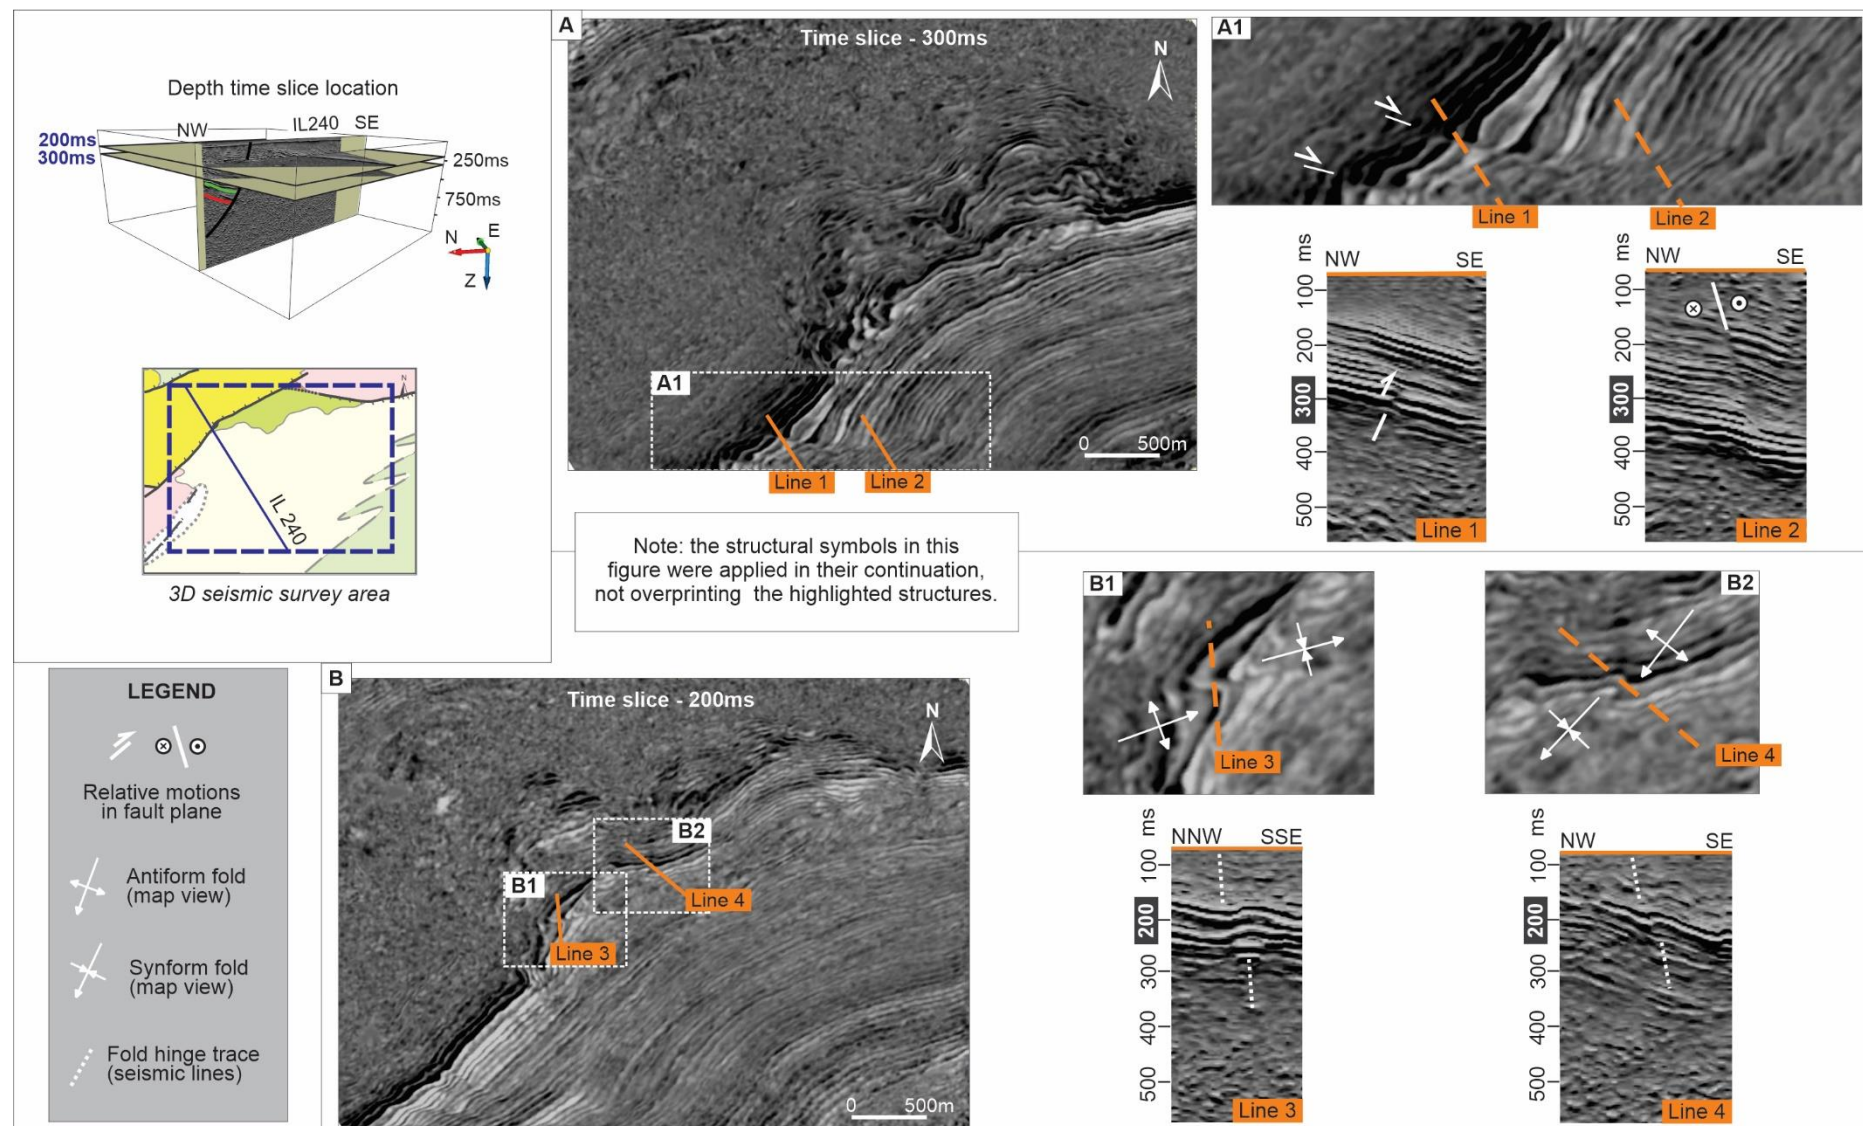 Depth time slice location
NW
IL240
SE
200ms
300ms
250ms
750ms
N
E
Z
N
IL 240
3D seismic survey area
LEGEND
Relative motions
in fault plane
Antiform fold
(map view)
Synform fold
(map view)
Fold hinge trace
(seismic lines)
A
Time slice - 300ms
N
A1
0 500m
Line 1
Line 2
Note: the structural symbols in this
figure were applied in their continuation,
not overprinting the highlighted structures.
A1
Line 1
Line 2
ms
NW SE
100
200
300
400
500
Line 1
ms
NW SE
100
200
300
400
500
Line 2
B
Time slice - 200ms
N
B2
B1
Line 4
Line 3
0 500m
B1
Line 3
B2
Line 4
ms
NNW SSE
100
200
300
400
500
Line 3
ms
NW SE
100
200
300
400
500
Line 4